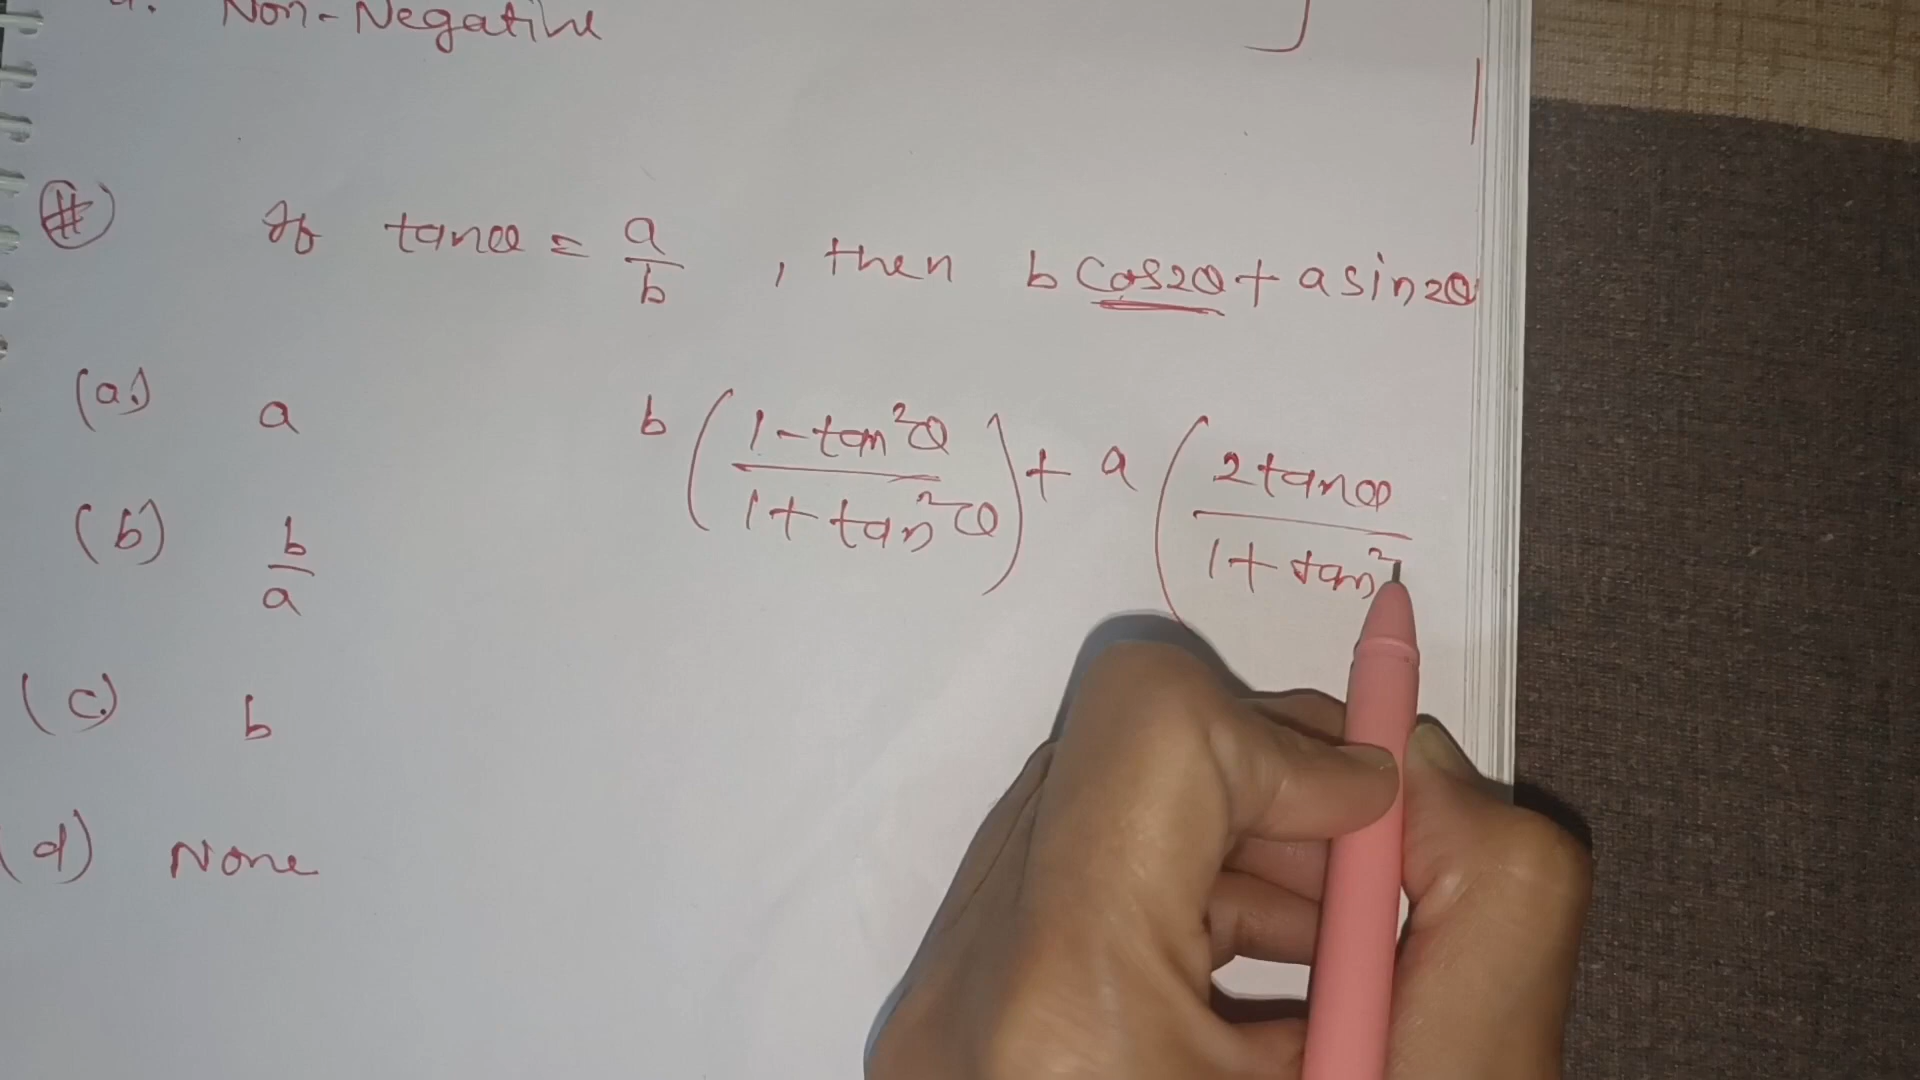 Non-Negative
# If tanθ = a/b , then b cos2θ + a sin2θ
(a.) a
b ( 1-tan²θ / 1+tan²θ ) + a ( 2tanθ / 1+tan²
(b) b/a
(c.) b
(d) None